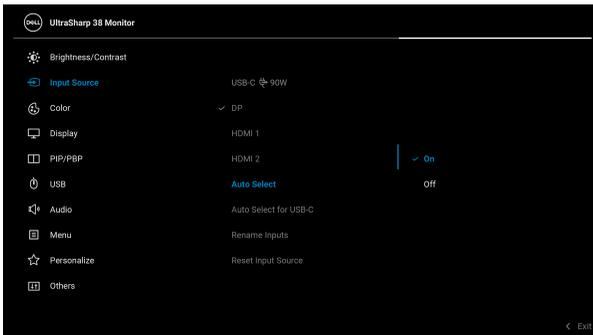 DELL UltraSharp 38 Monitor
Brightness/Contrast
Input Source USB-C 90W
Color ✓ DP
Display HDMI 1
PIP/PBP HDMI 2 ✓ On
USB Auto Select Off
Audio Auto Select for USB-C
Menu Rename Inputs
Personalize Reset Input Source
Others
< Exit